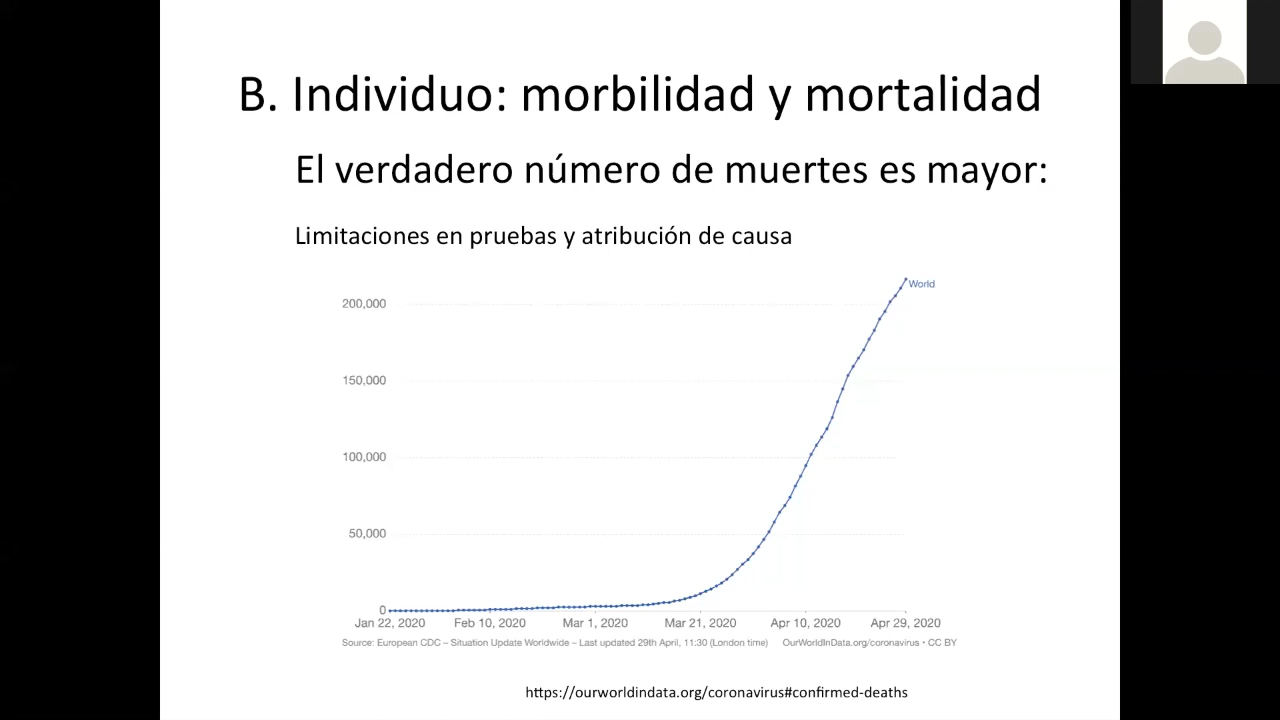 B. Individuo: morbilidad y mortalidad
El verdadero número de muertes es mayor:
Limitaciones en pruebas y atribución de causa
World
200,000
150,000
100,000
50,000
0
Jan 22, 2020 Feb 10, 2020 Mar 1, 2020 Mar 21, 2020 Apr 10, 2020 Apr 29, 2020
Source: European CDC – Situation Update Worldwide – Last updated 29th April, 11:30 (London time) OurWorldInData.org/coronavirus • CC BY
https://ourworldindata.org/coronavirus#confirmed-deaths